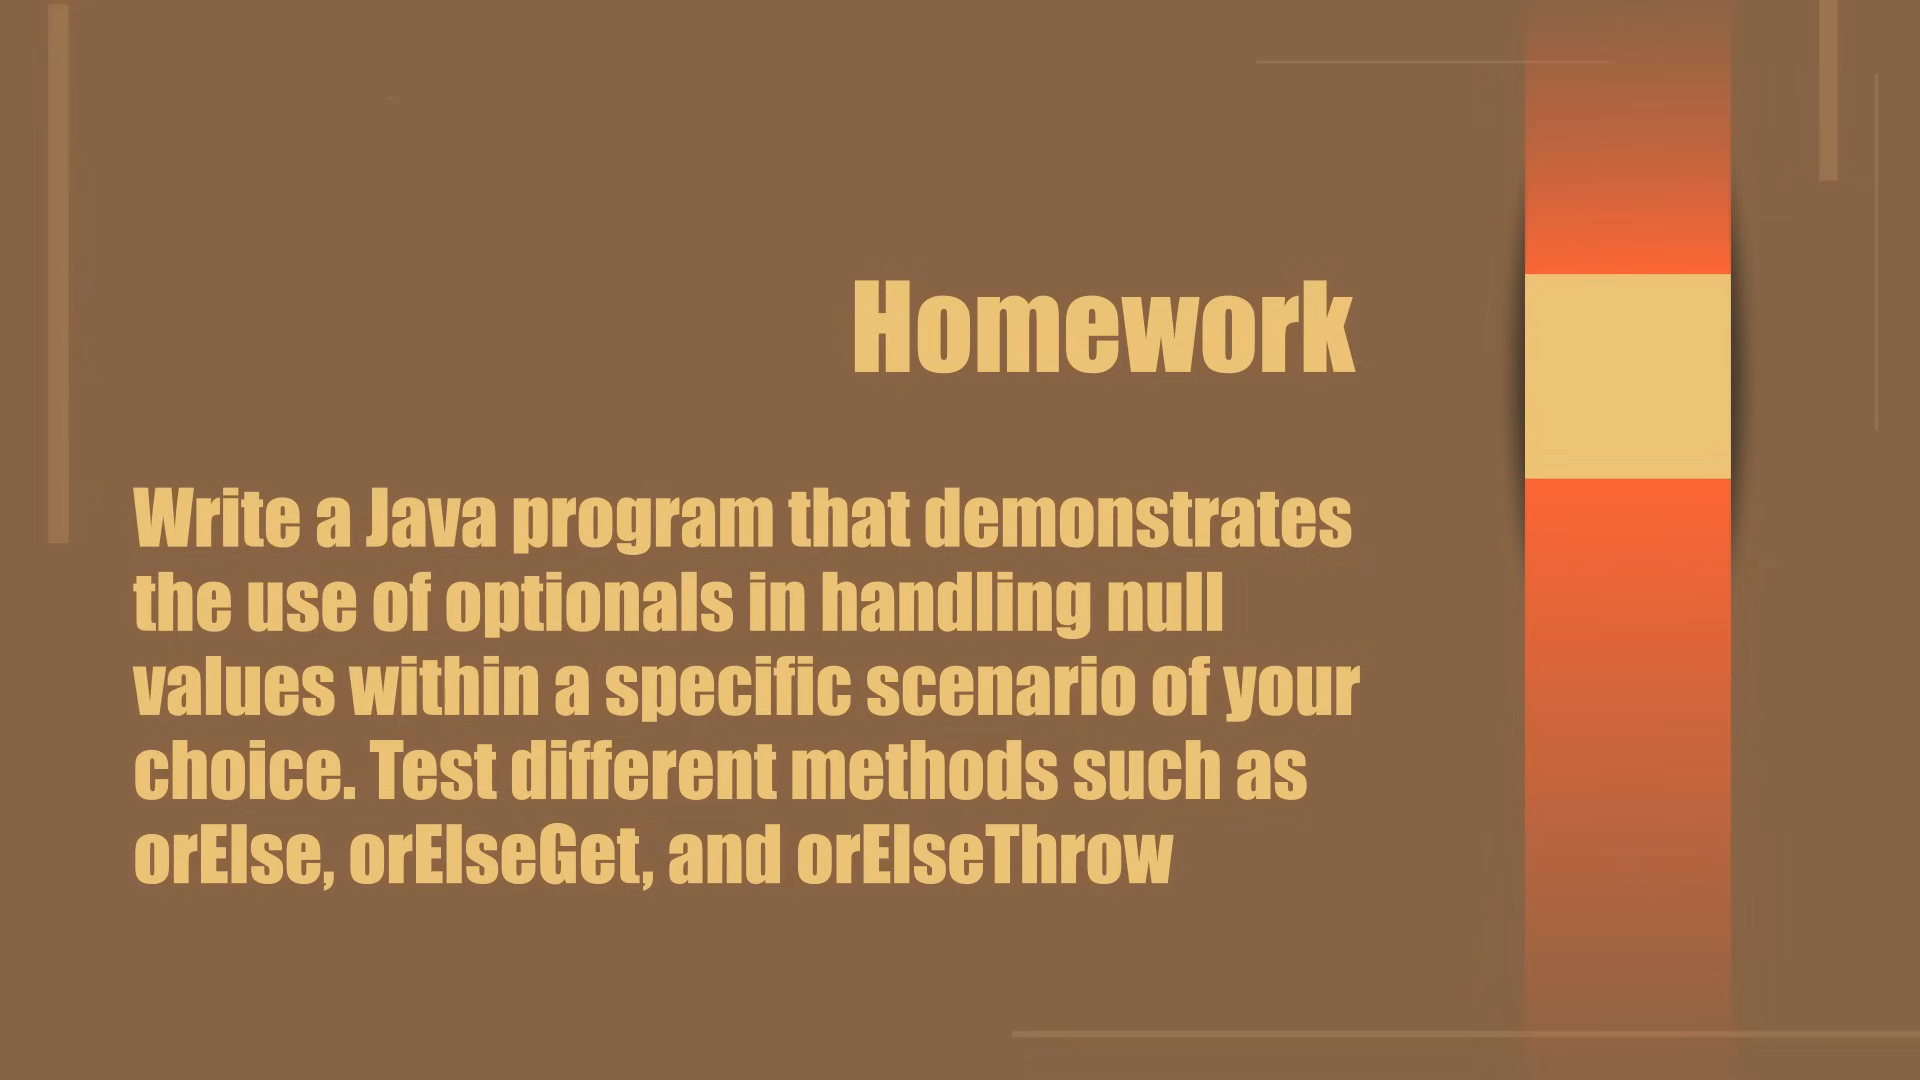 Homework
Write a Java program that demonstrates
the use of optionals in handling null
values within a specific scenario of your
choice. Test different methods such as
orElse, orElseGet, and orElseThrow